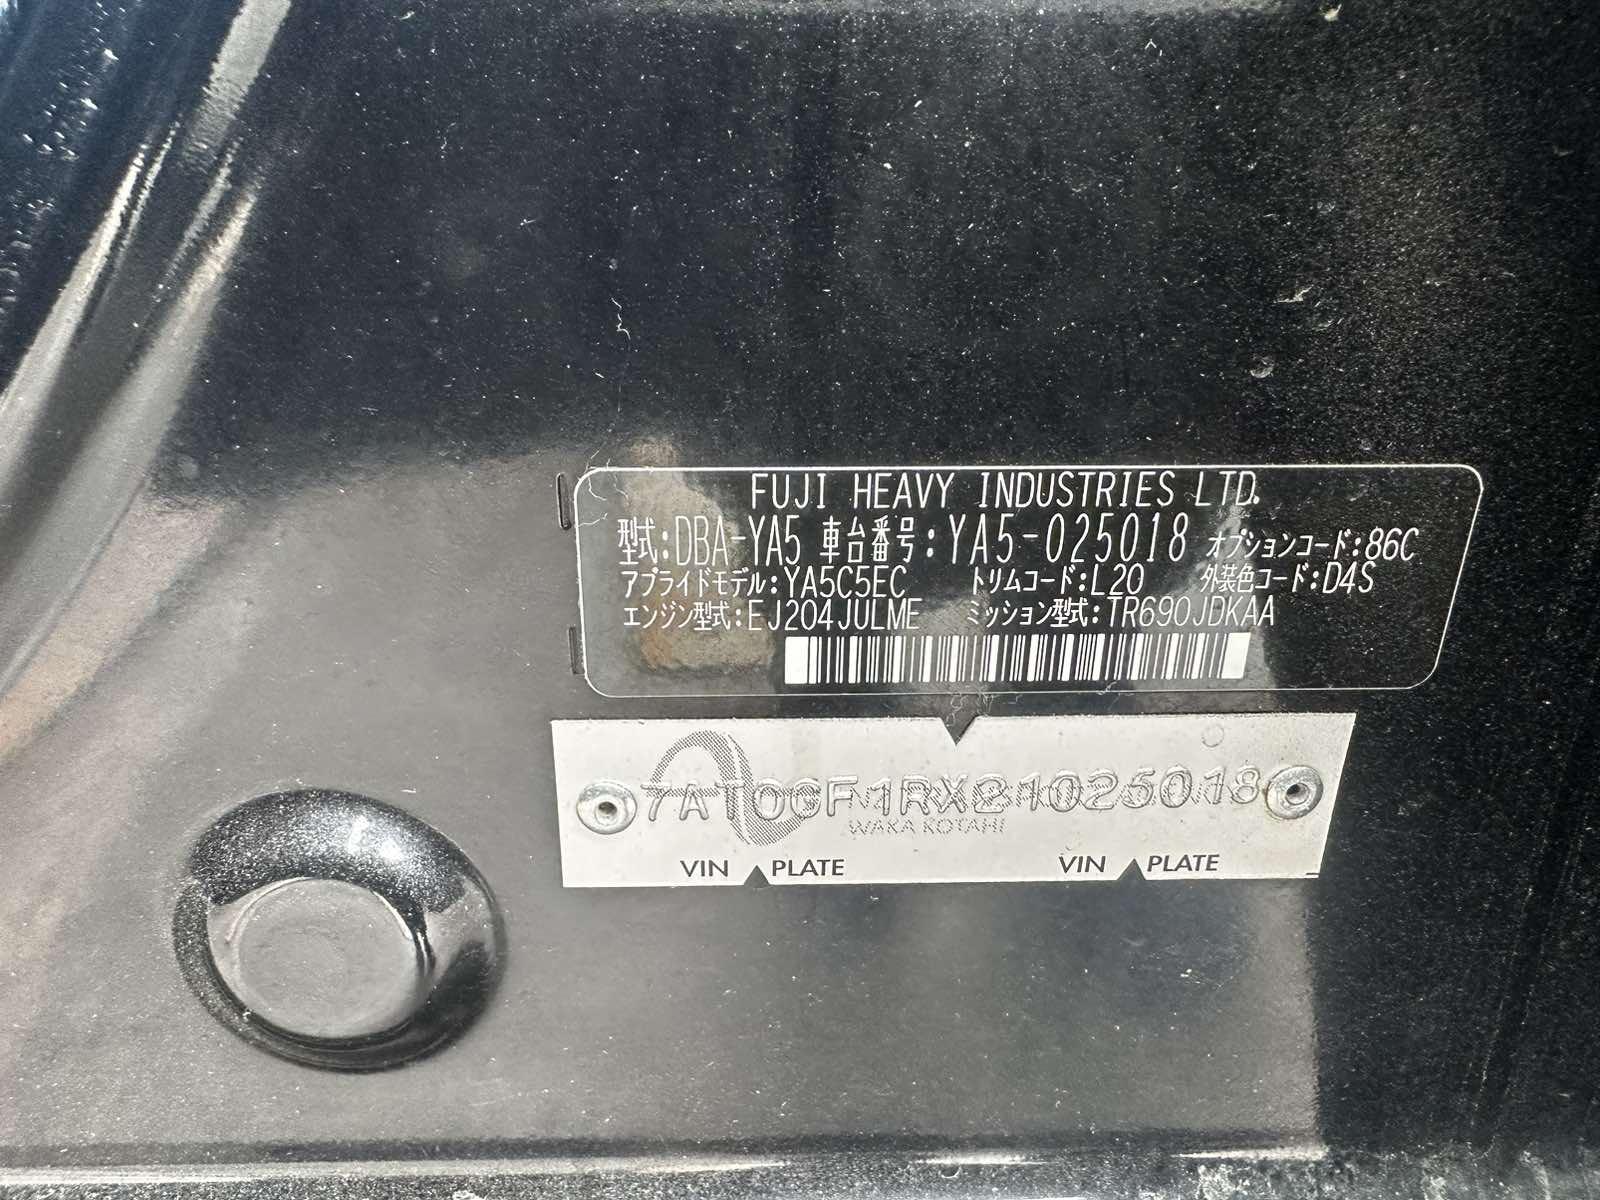 FUJI HEAVY INDUSTRIES LTD.
型式:DBA-YA5 車台番号:YA5-025018 オプションコード:86C
アプライドモデル:YA5C5EC トリムコード:L20 外装色コード:D4S
エンジン型式:EJ204JULME ミッション型式:TR690JDKAA
7AT0GF1RX21025018
WAKA KOTAHI
VIN PLATE VIN PLATE